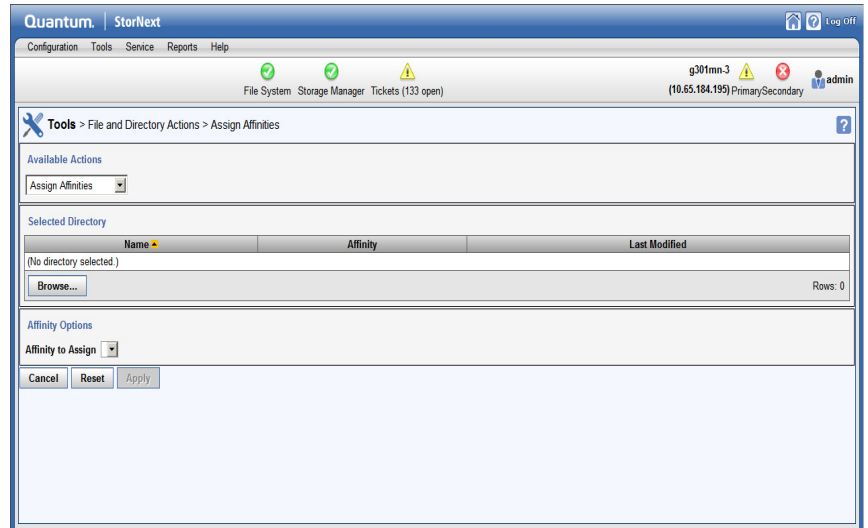 Quantum. | StorNext Log Off
Configuration Tools Service Reports Help
g301mn-3
File System Storage Manager Tickets (133 open) (10.65.184.195) Primary Secondary admin
Tools > File and Directory Actions > Assign Affinities ?
Available Actions
Assign Affinities
Selected Directory
Name Affinity Last Modified
(No directory selected.)
Browse... Rows: 0
Affinity Options
Affinity to Assign
Cancel Reset Apply